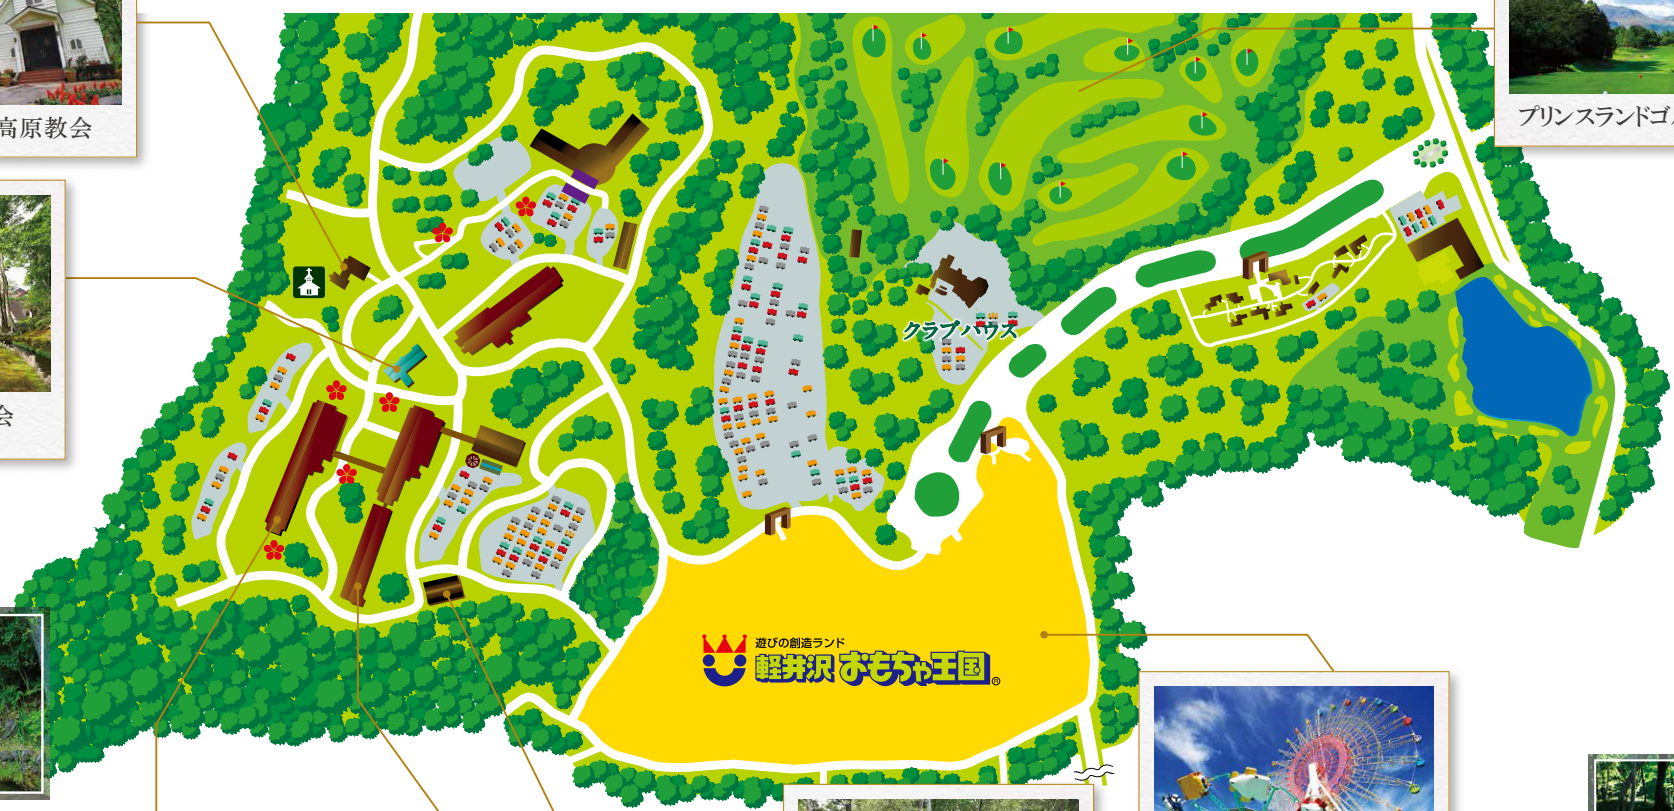 高原教会
プリンスランドゴ
会
クラブハウス
遊びの創造ランド
軽井沢おもちゃ王国®